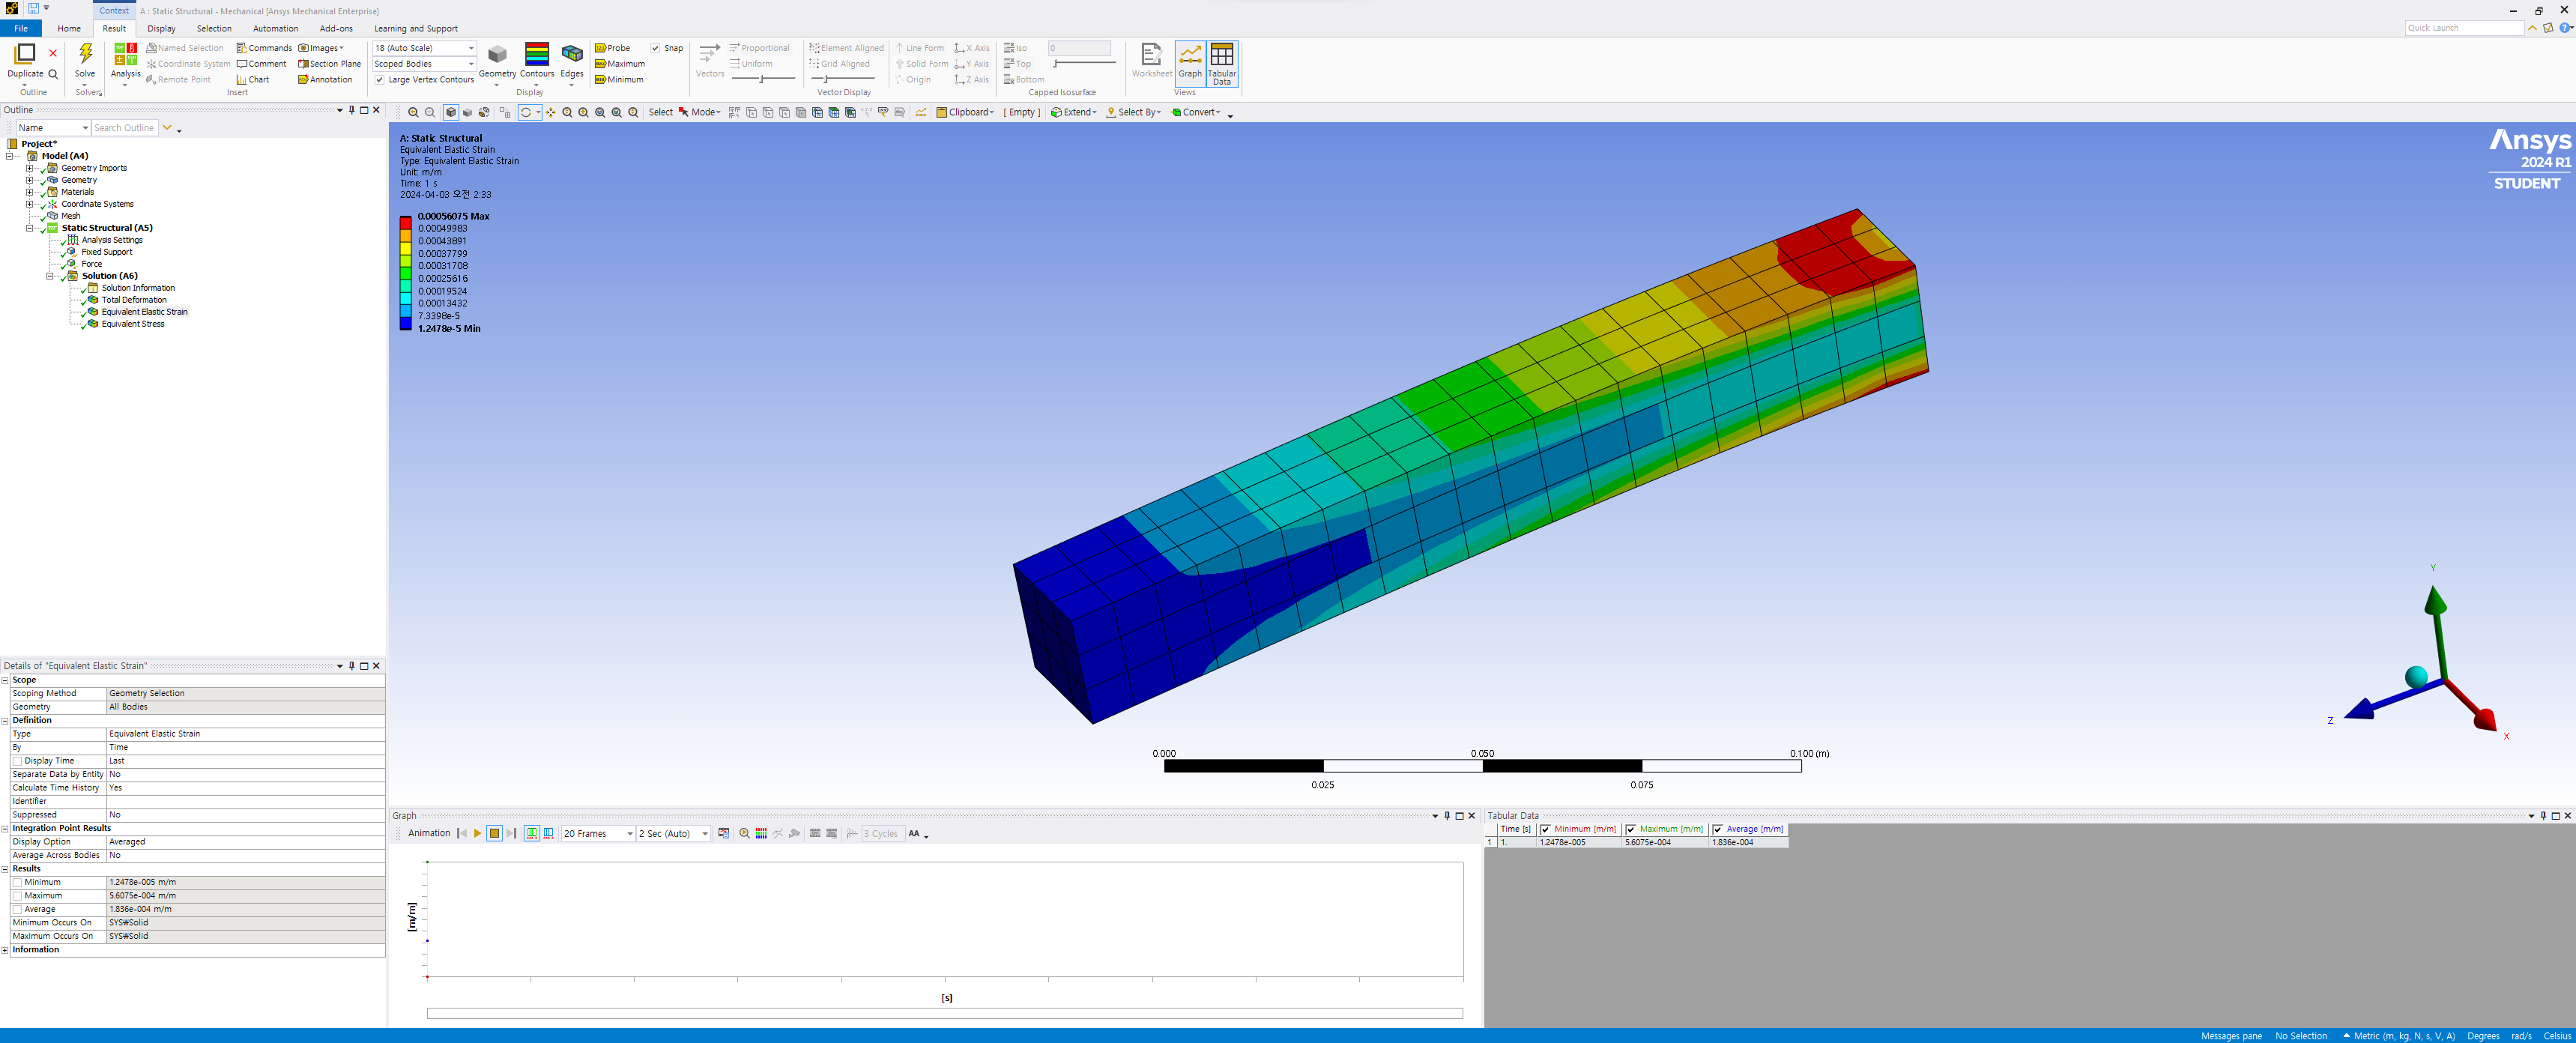 Context
A : Static Structural - Mechanical [Ansys Mechanical Enterprise]
File Home Result Display Selection Automation Add-ons Learning and Support
Quick Launch
Duplicate
Outline
Solve
Solver
Analysis
Named Selection
Coordinate System
Remote Point
Commands
Comment
Chart
Images
Section Plane
Annotation
Insert
18 (Auto Scale)
Scoped Bodies
Large Vertex Contours
Geometry
Contours
Edges
Display
Probe
Maximum
Minimum
Snap
Vectors
Proportional
Uniform
Element Aligned
Grid Aligned
Line Form
Solid Form
Origin
X Axis
Y Axis
Z Axis
Vector Display
Iso
Top
Bottom
0
Capped Isosurface
Worksheet
Graph
Tabular
Data
Views
Outline
Name
Search Outline
Select Mode Clipboard [ Empty ] Extend Select By Convert
Project*
Model (A4)
Geometry Imports
Geometry
Materials
Coordinate Systems
Mesh
Static Structural (A5)
Analysis Settings
Fixed Support
Force
Solution (A6)
Solution Information
Total Deformation
Equivalent Elastic Strain
Equivalent Stress
A: Static Structural
Equivalent Elastic Strain
Type: Equivalent Elastic Strain
Unit: m/m
Time: 1 s
2024-04-03 오전 2:33
0.00056075 Max
0.00049983
0.00043891
0.00037799
0.00031708
0.00025616
0.00019524
0.00013432
7.3398e-5
1.2478e-5 Min
Ansys
2024 R1
STUDENT
Y
Z
X
0.000 0.050 0.100 (m)
0.025 0.075
Details of "Equivalent Elastic Strain"
Scope
Scoping Method Geometry Selection
Geometry All Bodies
Definition
Type Equivalent Elastic Strain
By Time
Display Time Last
Separate Data by Entity No
Calculate Time History Yes
Identifier
Suppressed No
Integration Point Results
Display Option Averaged
Average Across Bodies No
Results
Minimum 1.2478e-005 m/m
Maximum 5.6075e-004 m/m
Average 1.836e-004 m/m
Minimum Occurs On SYS₩Solid
Maximum Occurs On SYS₩Solid
Information
Graph
Animation 20 Frames 2 Sec (Auto) 3 Cycles AA
[m/m]
[s]
Tabular Data
Time [s] Minimum [m/m] Maximum [m/m] Average [m/m]
1 1. 1.2478e-005 5.6075e-004 1.836e-004
Messages pane No Selection Metric (m, kg, N, s, V, A) Degrees rad/s Celsius